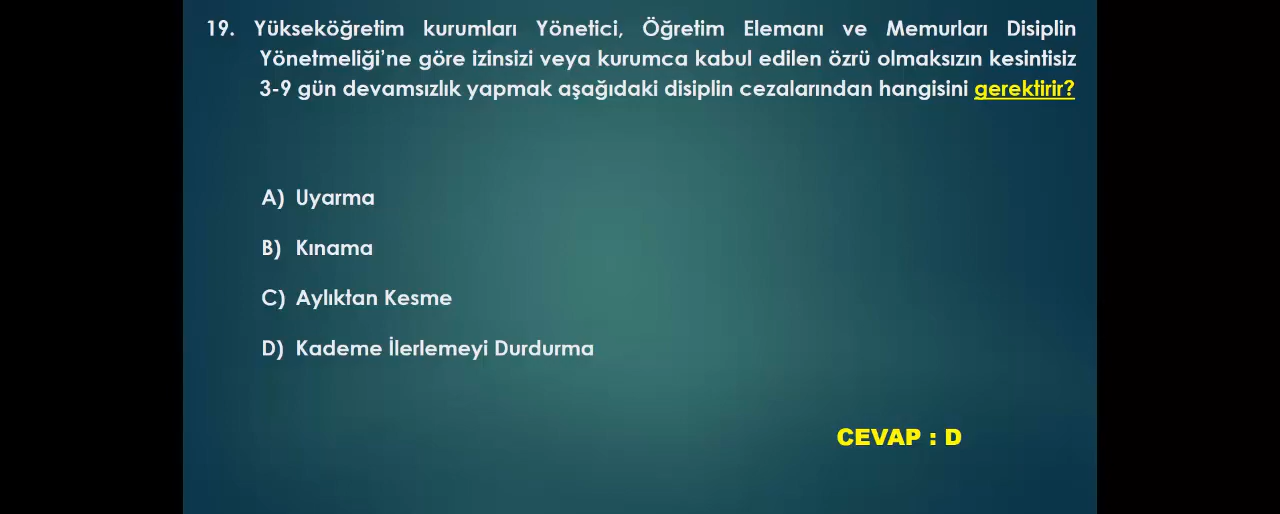 19. Yükseköğretim kurumları Yönetici, Öğretim Elemanı ve Memurları Disiplin
Yönetmeliği'ne göre izinsizi veya kurumca kabul edilen özrü olmaksızın kesintisiz
3-9 gün devamsızlık yapmak aşağıdaki disiplin cezalarından hangisini gerektirir?
A) Uyarma
B) Kınama
C) Aylıktan Kesme
D) Kademe İlerlemeyi Durdurma
CEVAP : D